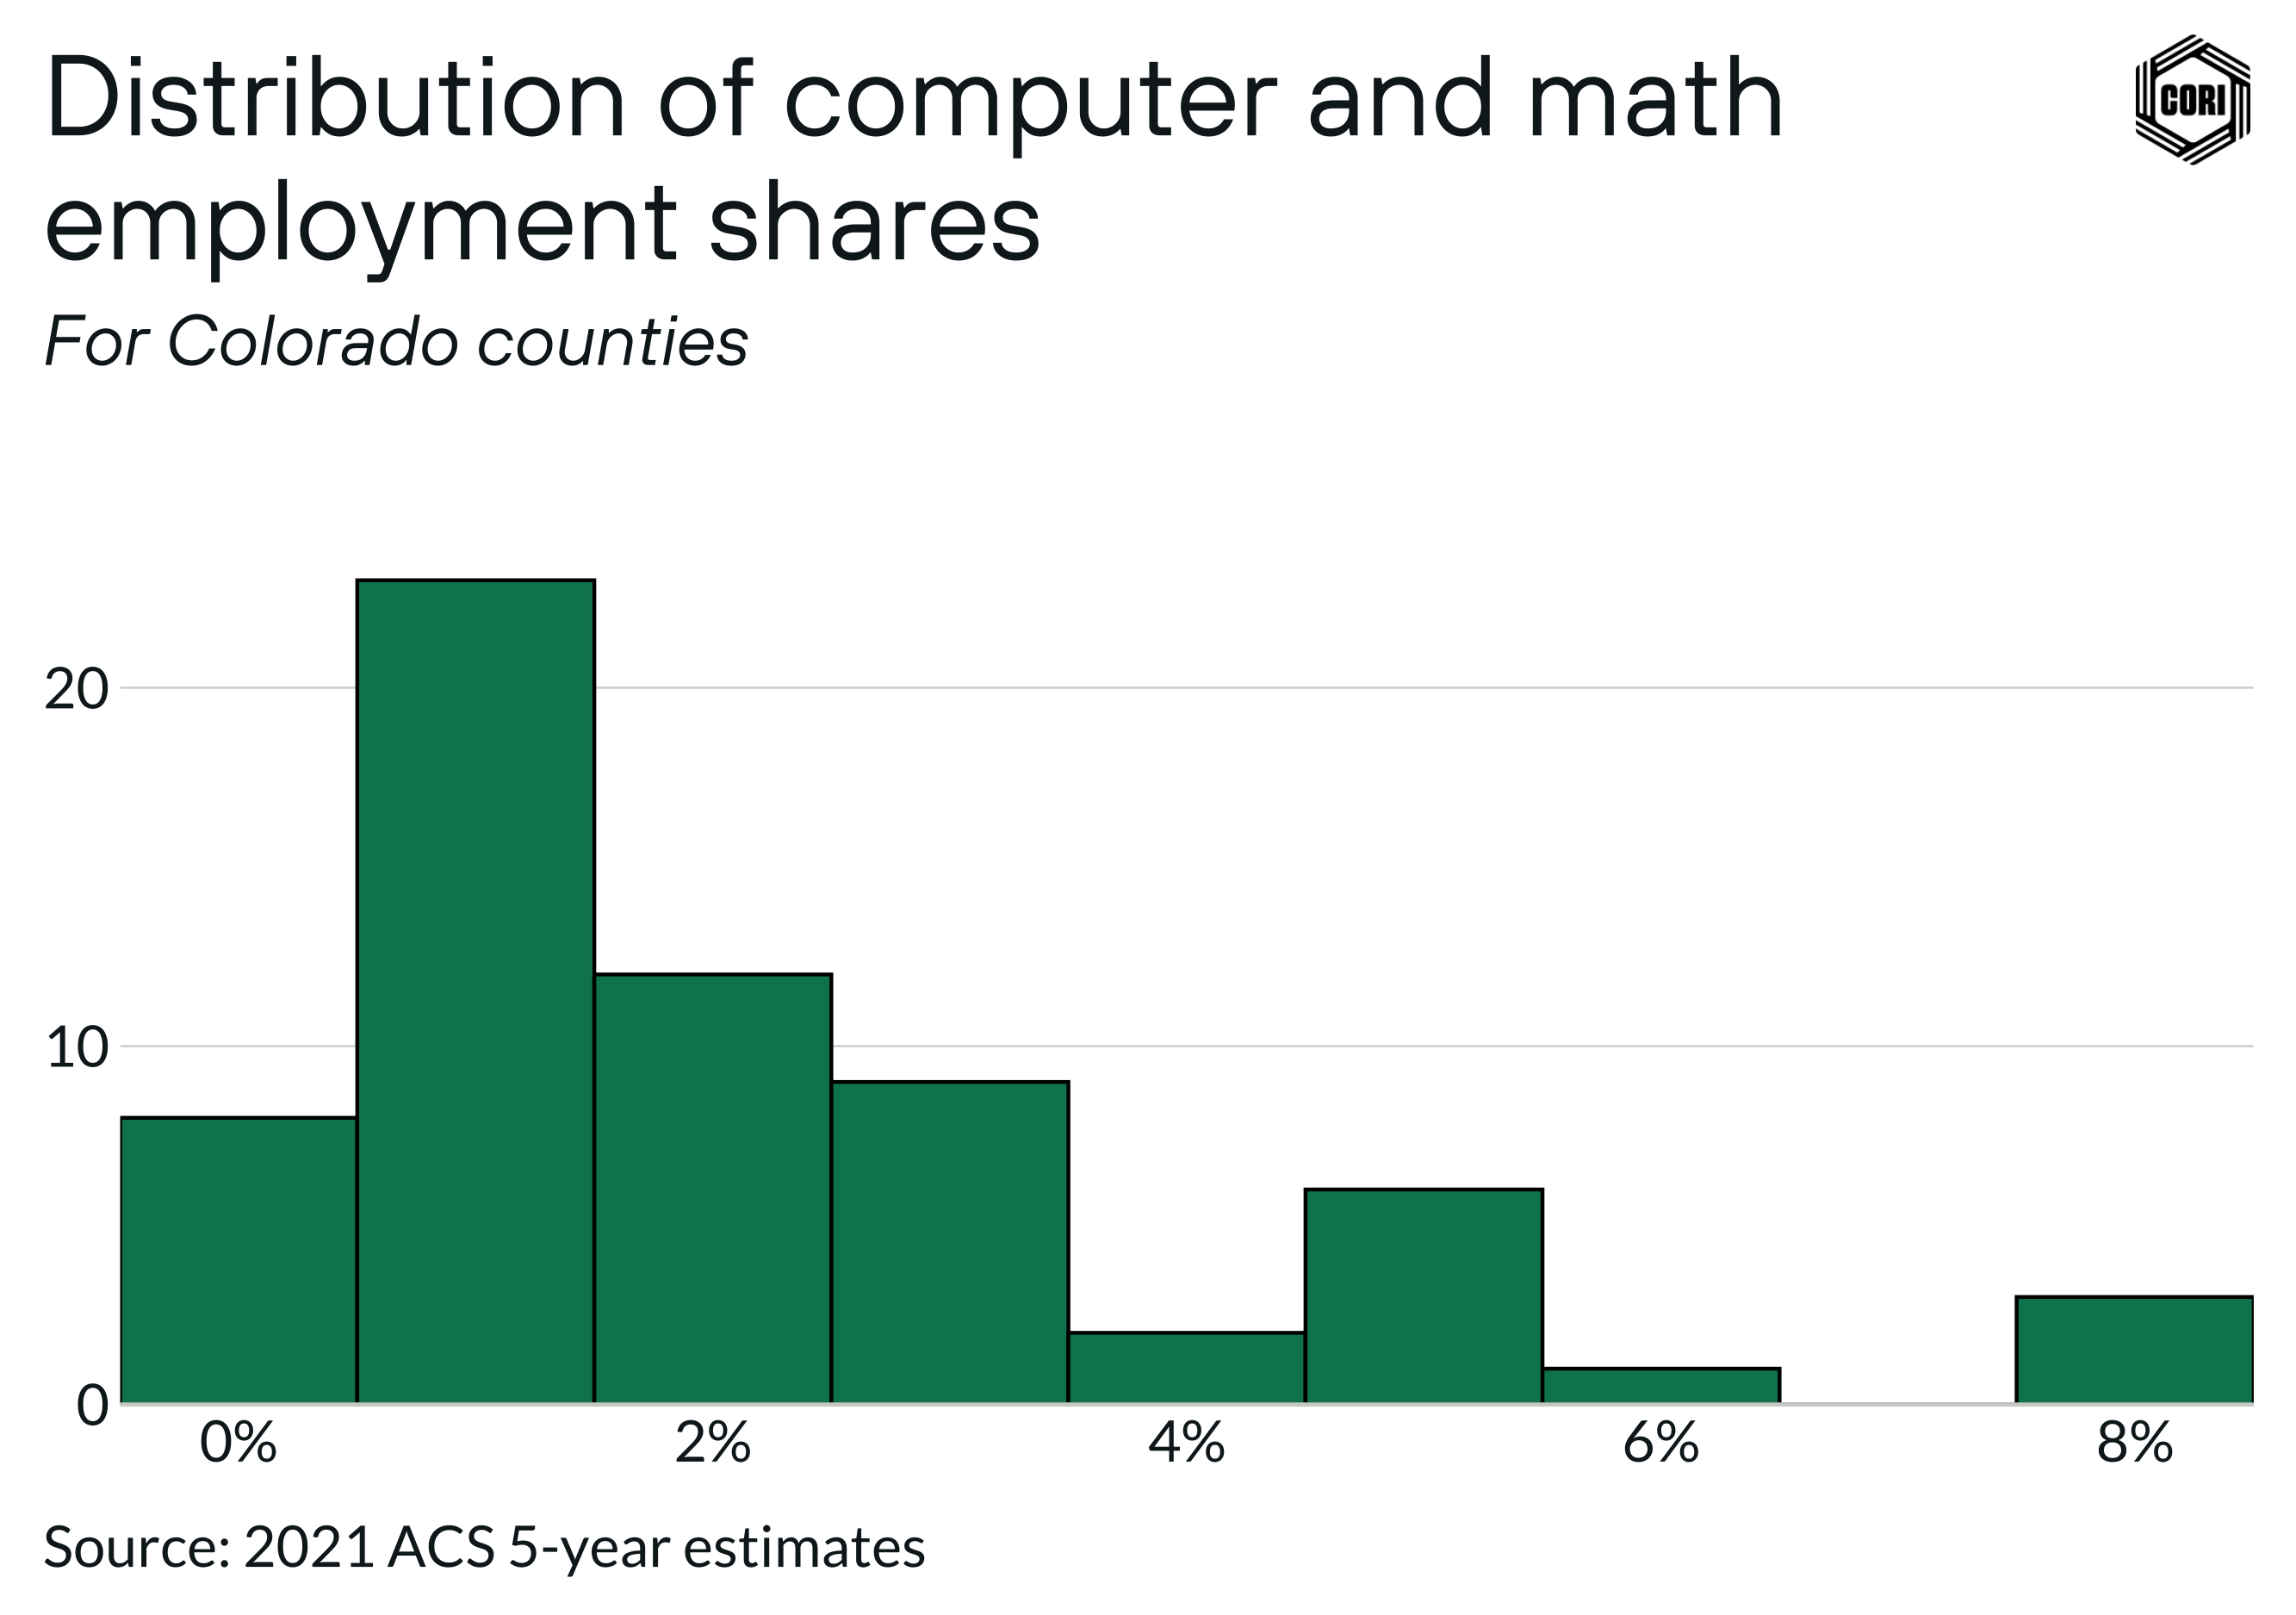 Distribution of computer and math
employment shares
CORI
For Colorado counties
20
10
0
0% 2% 4% 6% 8%
Source: 2021 ACS 5-year estimates